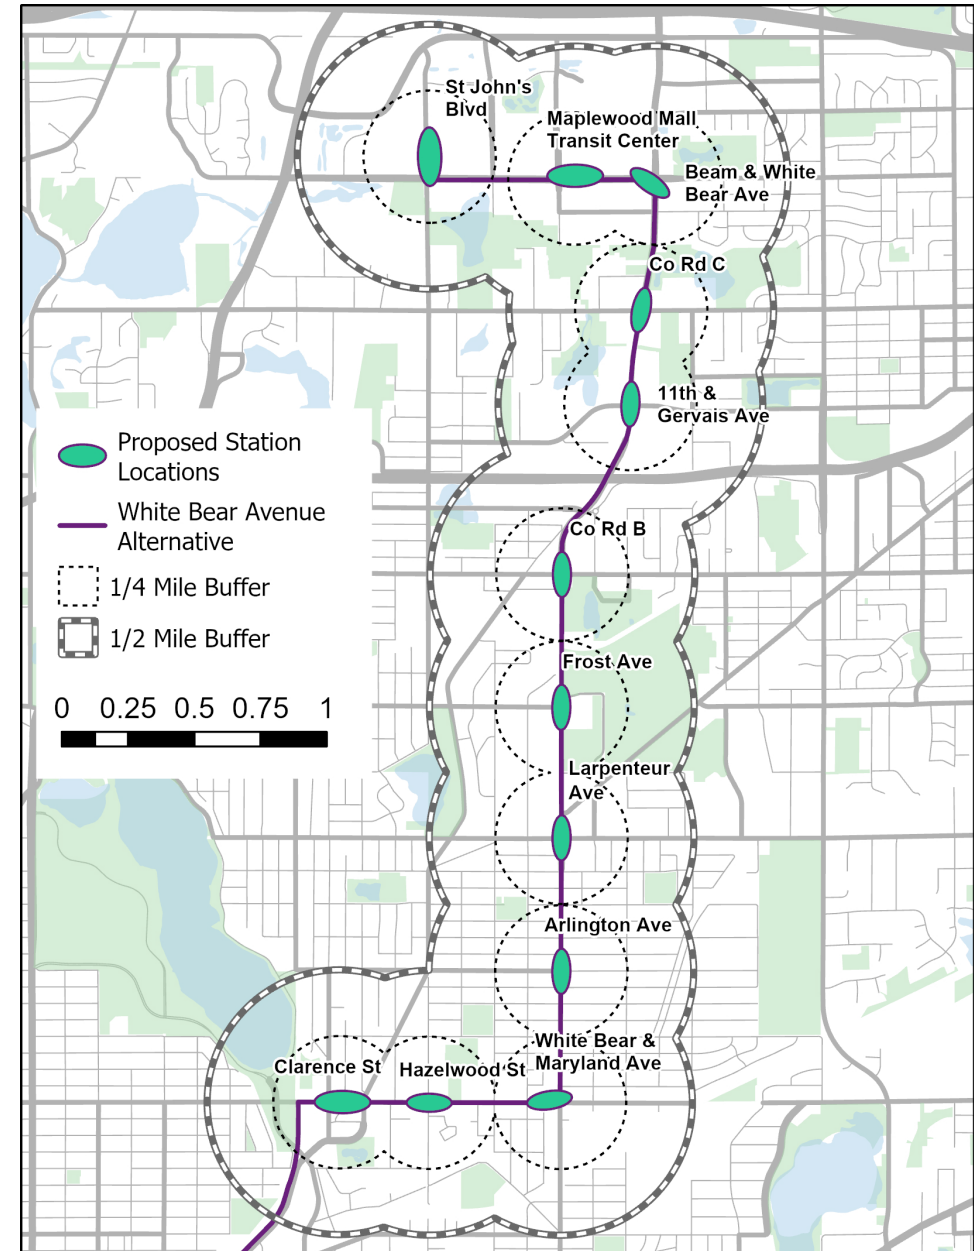 St John's
Blvd
Maplewood Mall
Transit Center
Beam & White
Bear Ave
Co Rd C
11th &
Gervais Ave
Proposed Station
Locations
White Bear Avenue
Alternative
1/4 Mile Buffer
1/2 Mile Buffer
0 0.25 0.5 0.75 1
Co Rd B
Frost Ave
Larpenteur
Ave
Arlington Ave
White Bear &
Maryland Ave
Clarence St
Hazelwood St